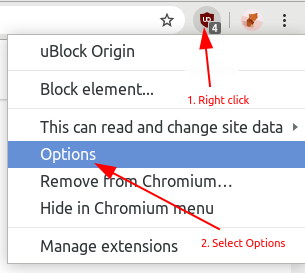 uo
4
uBlock Origin
Block element...
1. Right click
This can read and change site data
Options
Remove from Chromium...
Hide in Chromium menu
2. Select Options
Manage extensions